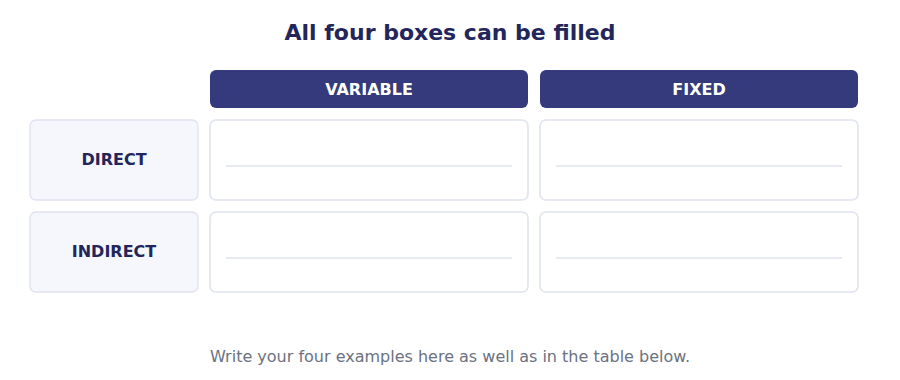 All four boxes can be filled
VARIABLE
FIXED
DIRECT
INDIRECT
Write your four examples here as well as in the table below.